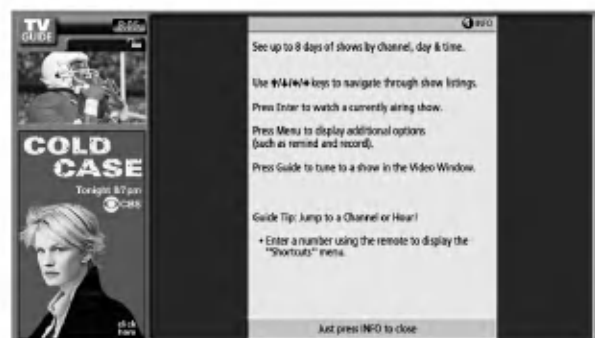 TV
GUIDE
COLD
CASE
Tonight 8/7pm
CBS
click
here
INFO
See up to 8 days of shows by channel, day & time.
Use ↑/↓/←/→ keys to navigate through show listings.
Press Enter to watch a currently airing show.
Press Menu to display additional options
(such as remind and record).
Press Guide to tune to a show in the Video Window.
Guide Tip: Jump to a Channel or Hour!
• Enter a number using the remote to display the
"Shortcuts" menu.
Just press INFO to close